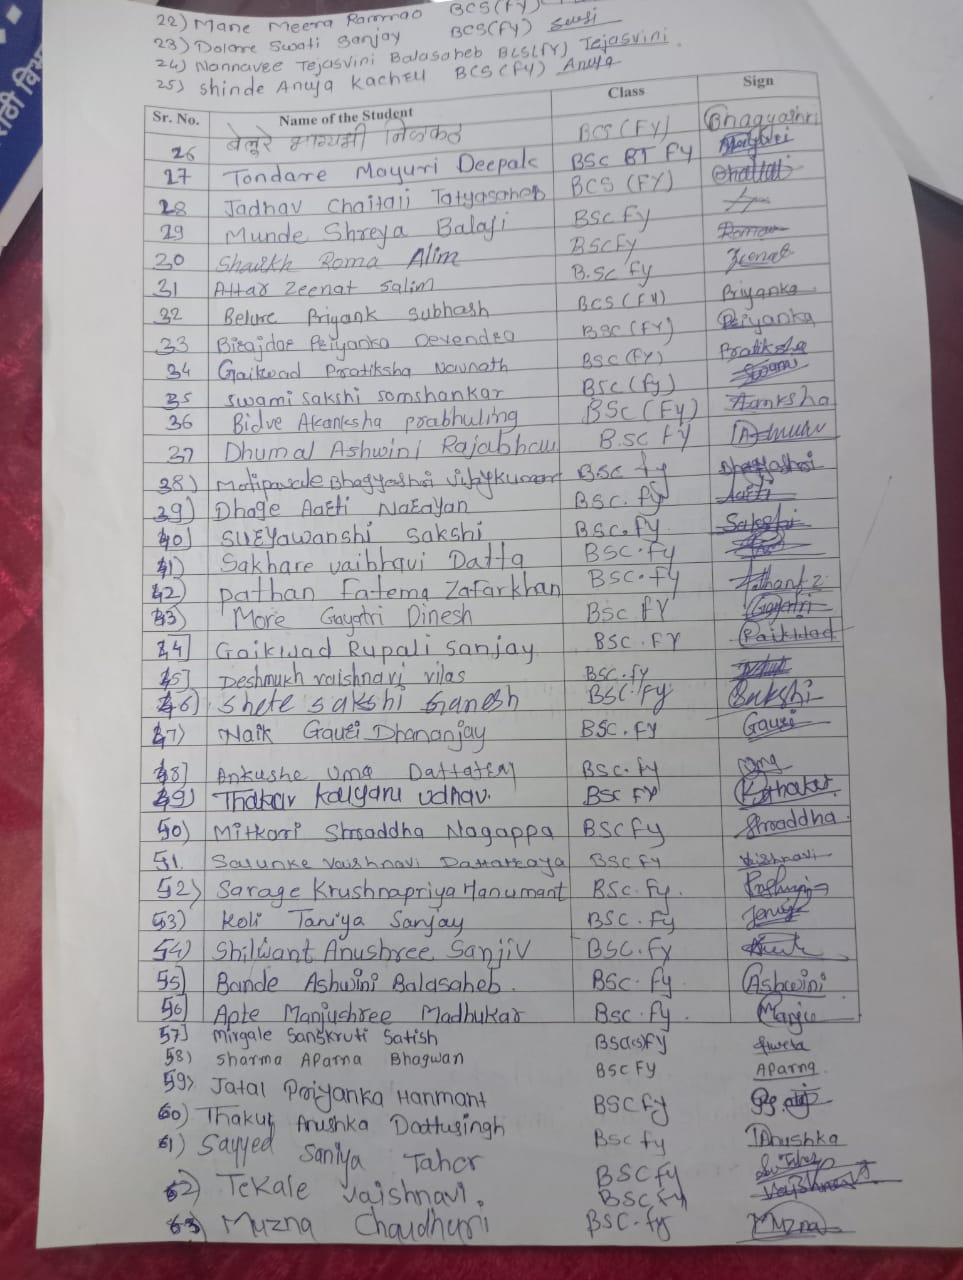 राठी विभ
22) Mane Meera Rammao BCS(FY)
23) Dolare Swati Sanjay BCS(FY) Swati
24) Nannavee Tejasvini Balasaheb BCS(FY) Tejasvini
25) Shinde Anuja Kacheu BCS (FY) Anuja
Sr. No. Name of the Student Class Sign
26 बेलुरे भाग्यश्री निळकंठ BCS (FY) Bhagyashri
27 Tondare Mayuri Deepak BSC BT FY
28 Jadhav Chaitali Tatyasaheb BCS (FY) Chaitali
29 Munde Shreya Balaji BSC Fy
30 Shaikh Roma Alim BSCFy
31 Attar Zeenat Salim B.Sc Fy Zeenat
32 Belure Priyank Subhash BCS (FY) Priyanka
33 Birajdar Priyanka Devendra BSC (FY) Priyanka
34 Gaikwad Pratiksha Navnath BSC (FY) Pratiksha
35 Swami Sakshi Somshankar BSC (Fy) Swami
36 Bidve Akanksha prabhuling BSC (Fy) Aanksha
37 Dhumal Ashwini Rajabhau B.SC FY
38) Bhagyashri Vijaykumar BSC Fy
39) Dhage Aarti Narayan BSC. Fy Aarti
40) Suryawanshi Sakshi BSC. Fy Sakshi
41) Sakhare vaibhavi Datta BSC. Fy
42) pathan Fatema Zafarkhan BSC. Fy
43) More Gayatri Dinesh BSC FY Gayatri
44] Gaikwad Rupali Sanjay BSC. FY
45] Deshmukh vaishnavi vilas BSC. fy
46) Shete Sakshi Ganesh BSC. Fy Sakshi
47) Naik Gauri Dhananjay BSC. Fy Gauri
48] Ankushe Uma Dattatray BSC. Fy
49) Thakar Kalyani Udhav. BSC FY K.Thakar
50) Mitkari Shraddha Nagappa BSC Fy Shraddha
51. Salunke Vaishnavi Dattatraya BSC FY Vaishnavi
52) Sarage Krushnapriya Hanumant BSC. Fy.
53) Koli Taniya Sanjay BSC. Fy
54) Shilwant Anushree Sanjiv BSC. Fy
55] Bande Ashwini Balasaheb. BSC. Fy. Ashwini
56] Apte Manjushree Madhukar BSC. Fy.
57] Mirgale Sanskruti Satish
58) Sharma Aparna Bhagwan BSC FY Aparna.
59) Jatal Priyanka Hanmant BSC Fy
60) Thakur Anushka Dattusingh BSC fy Anushka
61) Sayyed Saniya Taher BSC Fy
62) Tekale Vaishnavi. BSC Fy Vaishnavi
63) Muzna Chaudhari BSC. Fy Muzna